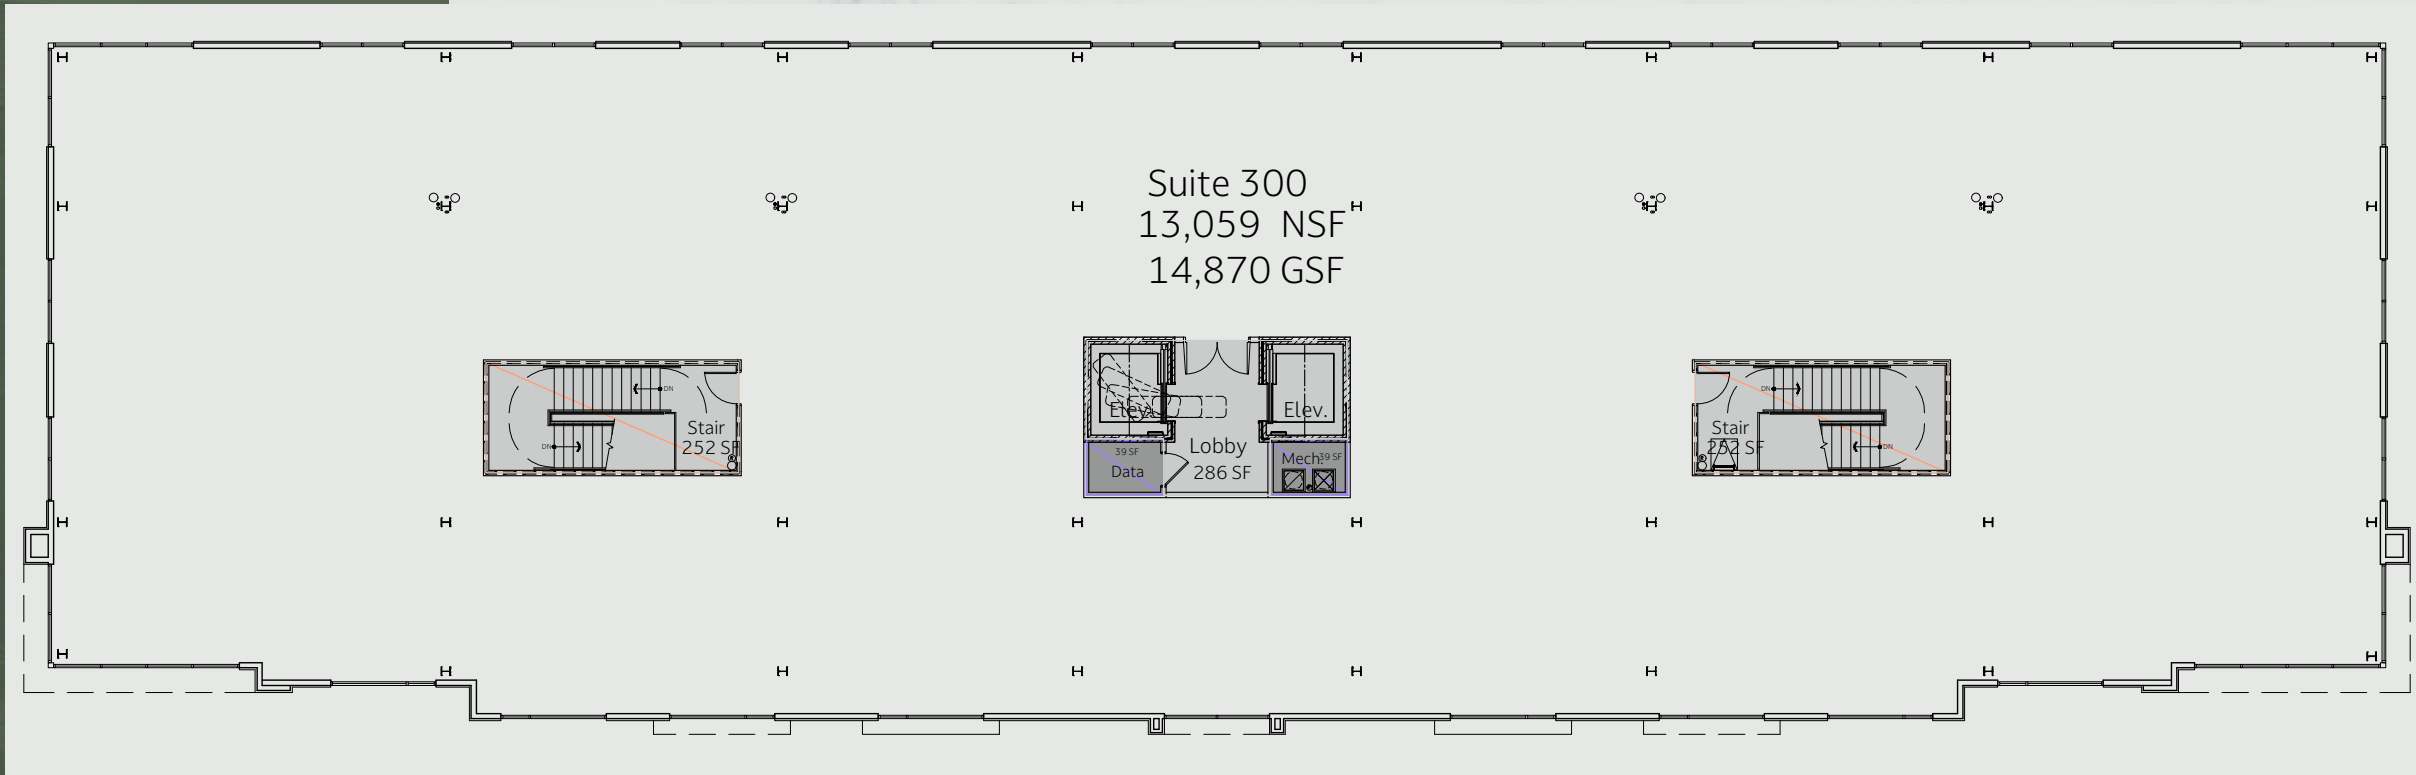 Suite 300
13,059 NSF
14,870 GSF
DN
DN
Stair
252 SF
Elev.
Elev.
Lobby
286 SF
39 SF
Data
Mech.
39 SF
DN
DN
Stair
252 SF